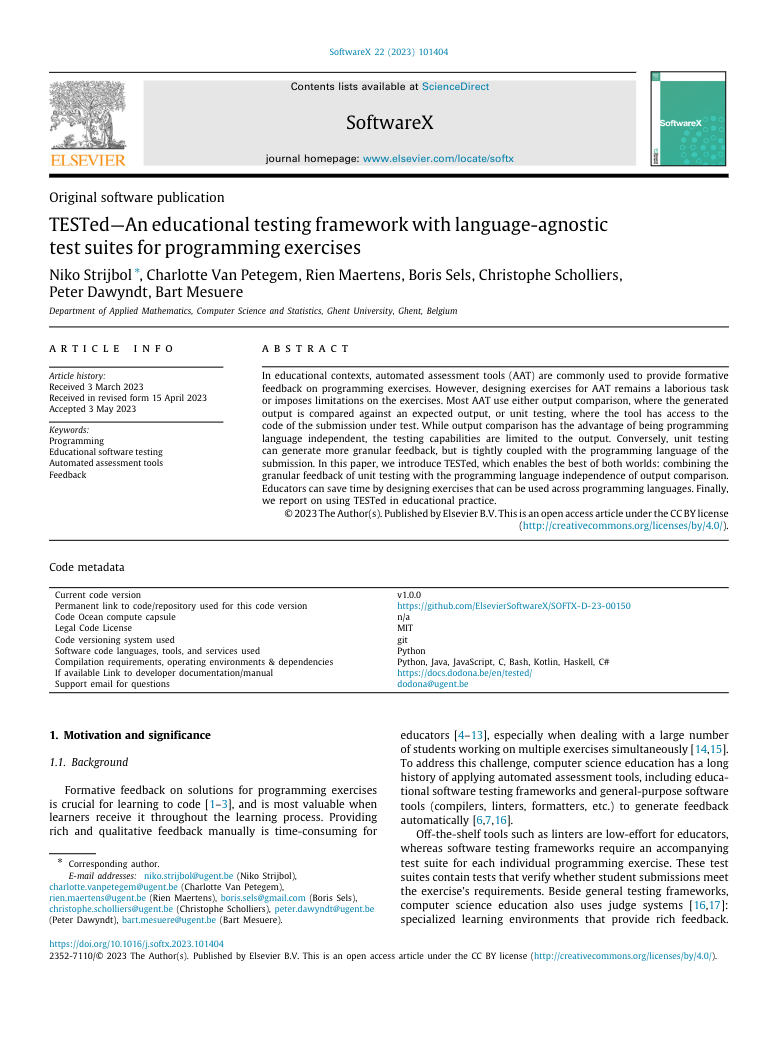 SoftwareX 22 (2023) 101404
Contents lists available at ScienceDirect
SoftwareX
journal homepage: www.elsevier.com/locate/softx
ELSEVIER
SoftwareX
Original software publication
TESTed—An educational testing framework with language-agnostic
test suites for programming exercises
Niko Strijbol *, Charlotte Van Petegem, Rien Maertens, Boris Sels, Christophe Scholliers,
Peter Dawyndt, Bart Mesuere
Department of Applied Mathematics, Computer Science and Statistics, Ghent University, Ghent, Belgium
ARTICLE INFO
Article history:
Received 3 March 2023
Received in revised form 15 April 2023
Accepted 3 May 2023
Keywords:
Programming
Educational software testing
Automated assessment tools
Feedback
ABSTRACT
In educational contexts, automated assessment tools (AAT) are commonly used to provide formative
feedback on programming exercises. However, designing exercises for AAT remains a laborious task
or imposes limitations on the exercises. Most AAT use either output comparison, where the generated
output is compared against an expected output, or unit testing, where the tool has access to the
code of the submission under test. While output comparison has the advantage of being programming
language independent, the testing capabilities are limited to the output. Conversely, unit testing
can generate more granular feedback, but is tightly coupled with the programming language of the
submission. In this paper, we introduce TESTed, which enables the best of both worlds: combining the
granular feedback of unit testing with the programming language independence of output comparison.
Educators can save time by designing exercises that can be used across programming languages. Finally,
we report on using TESTed in educational practice.
© 2023 The Author(s). Published by Elsevier B.V. This is an open access article under the CC BY license
(http://creativecommons.org/licenses/by/4.0/).
Code metadata
Current code version v1.0.0
Permanent link to code/repository used for this code version https://github.com/ElsevierSoftwareX/SOFTX-D-23-00150
Code Ocean compute capsule n/a
Legal Code License MIT
Code versioning system used git
Software code languages, tools, and services used Python
Compilation requirements, operating environments & dependencies Python, Java, JavaScript, C, Bash, Kotlin, Haskell, C#
If available Link to developer documentation/manual https://docs.dodona.be/en/tested/
Support email for questions dodona@ugent.be
1. Motivation and significance
1.1. Background
Formative feedback on solutions for programming exercises
is crucial for learning to code [1–3], and is most valuable when
learners receive it throughout the learning process. Providing
rich and qualitative feedback manually is time-consuming for
* Corresponding author.
E-mail addresses: niko.strijbol@ugent.be (Niko Strijbol),
charlotte.vanpetegem@ugent.be (Charlotte Van Petegem),
rien.maertens@ugent.be (Rien Maertens), boris.sels@gmail.com (Boris Sels),
christophe.scholliers@ugent.be (Christophe Scholliers), peter.dawyndt@ugent.be
(Peter Dawyndt), bart.mesuere@ugent.be (Bart Mesuere).
educators [4–13], especially when dealing with a large number
of students working on multiple exercises simultaneously [14,15].
To address this challenge, computer science education has a long
history of applying automated assessment tools, including educa-
tional software testing frameworks and general-purpose software
tools (compilers, linters, formatters, etc.) to generate feedback
automatically [6,7,16].
Off-the-shelf tools such as linters are low-effort for educators,
whereas software testing frameworks require an accompanying
test suite for each individual programming exercise. These test
suites contain tests that verify whether student submissions meet
the exercise's requirements. Beside general testing frameworks,
computer science education also uses judge systems [16,17]:
specialized learning environments that provide rich feedback.
https://doi.org/10.1016/j.softx.2023.101404
2352-7110/© 2023 The Author(s). Published by Elsevier B.V. This is an open access article under the CC BY license (http://creativecommons.org/licenses/by/4.0/).